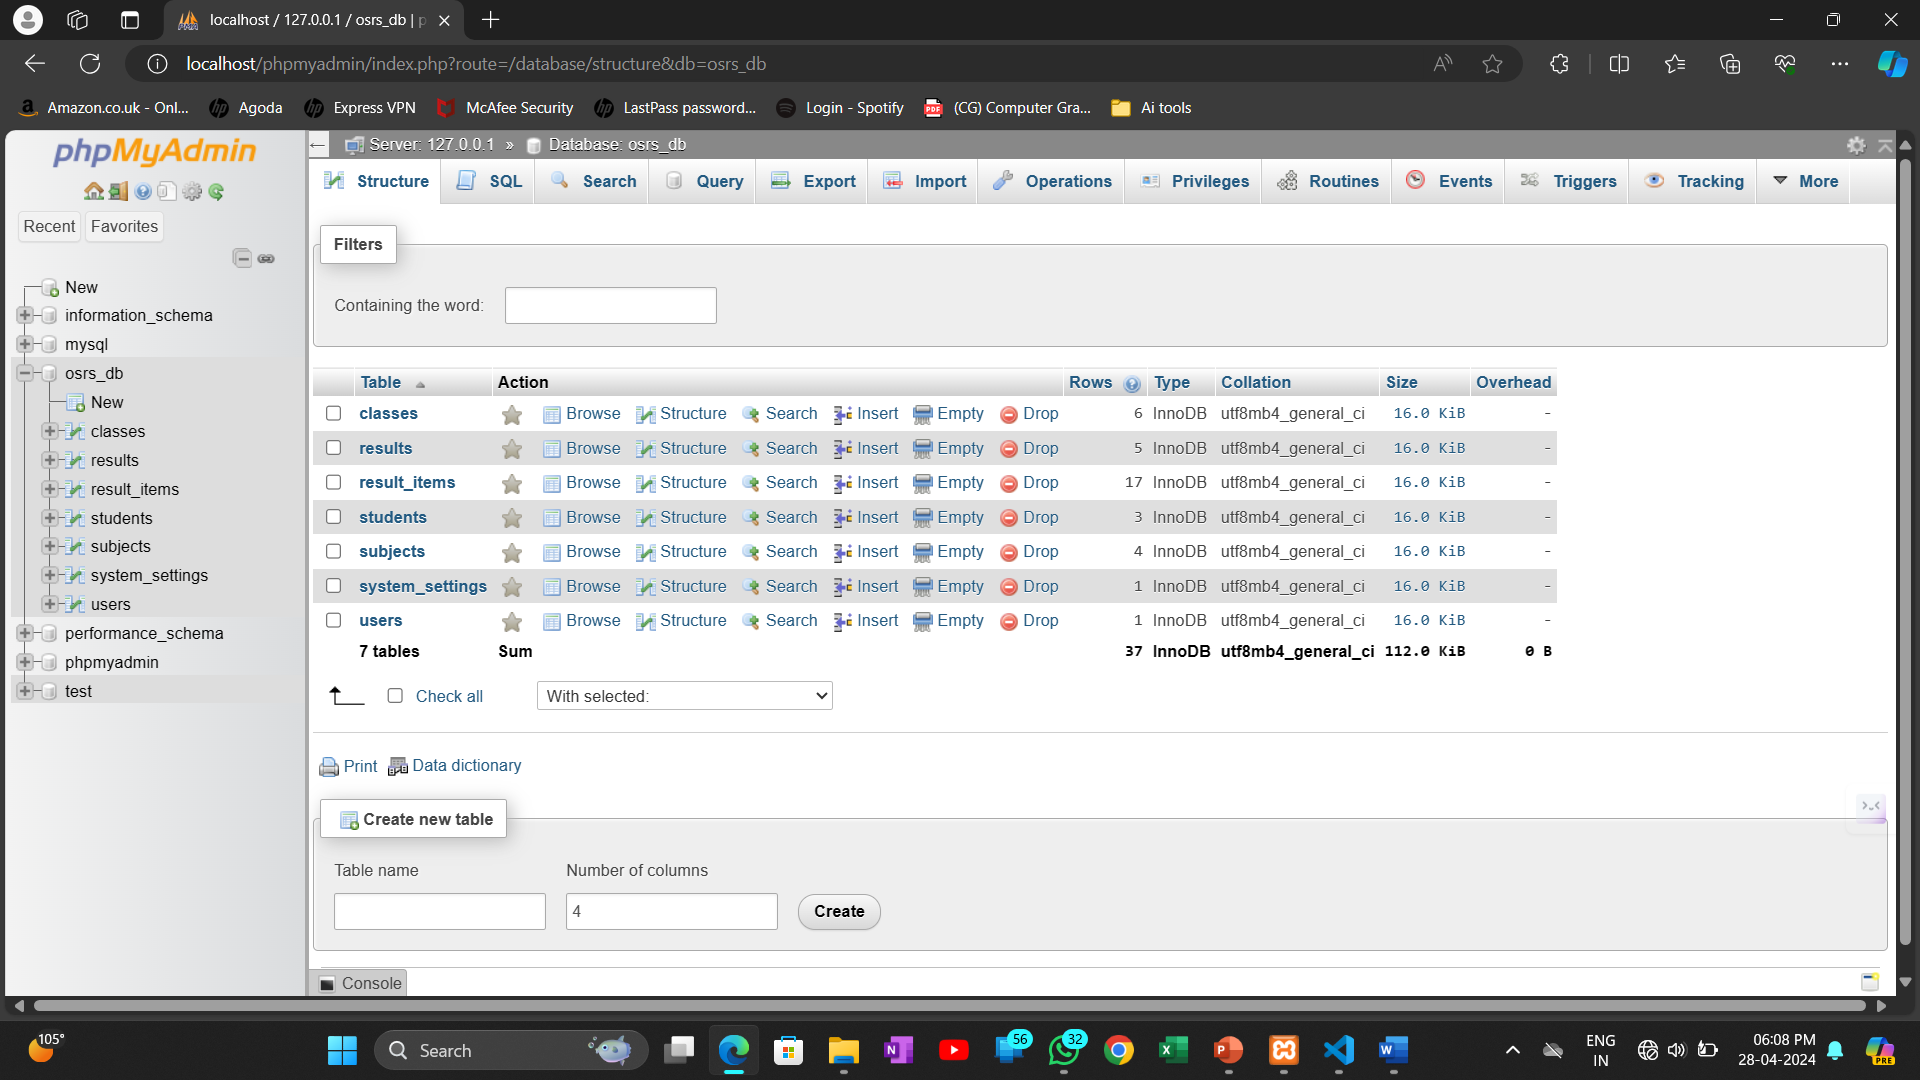 localhost / 127.0.0.1 / osrs_db | p
localhost/phpmyadmin/index.php?route=/database/structure&db=osrs_db
Amazon.co.uk - Onl... Agoda Express VPN McAfee Security LastPass password... Login - Spotify (CG) Computer Gra... Ai tools
phpMyAdmin
Recent Favorites
New
information_schema
mysql
osrs_db
New
classes
results
result_items
students
subjects
system_settings
users
performance_schema
phpmyadmin
test
Server: 127.0.0.1 » Database: osrs_db
Structure SQL Search Query Export Import Operations Privileges Routines Events Triggers Tracking More
Filters
Containing the word:
Table Action Rows Type Collation Size Overhead
classes Browse Structure Search Insert Empty Drop 6 InnoDB utf8mb4_general_ci 16.0 KiB -
results Browse Structure Search Insert Empty Drop 5 InnoDB utf8mb4_general_ci 16.0 KiB -
result_items Browse Structure Search Insert Empty Drop 17 InnoDB utf8mb4_general_ci 16.0 KiB -
students Browse Structure Search Insert Empty Drop 3 InnoDB utf8mb4_general_ci 16.0 KiB -
subjects Browse Structure Search Insert Empty Drop 4 InnoDB utf8mb4_general_ci 16.0 KiB -
system_settings Browse Structure Search Insert Empty Drop 1 InnoDB utf8mb4_general_ci 16.0 KiB -
users Browse Structure Search Insert Empty Drop 1 InnoDB utf8mb4_general_ci 16.0 KiB -
7 tables Sum 37 InnoDB utf8mb4_general_ci 112.0 KiB 0 B
Check all With selected:
Print Data dictionary
Create new table
Table name Number of columns
4 Create
Console
105°
Search
56
32
ENG
IN
06:08 PM
28-04-2024
PRE